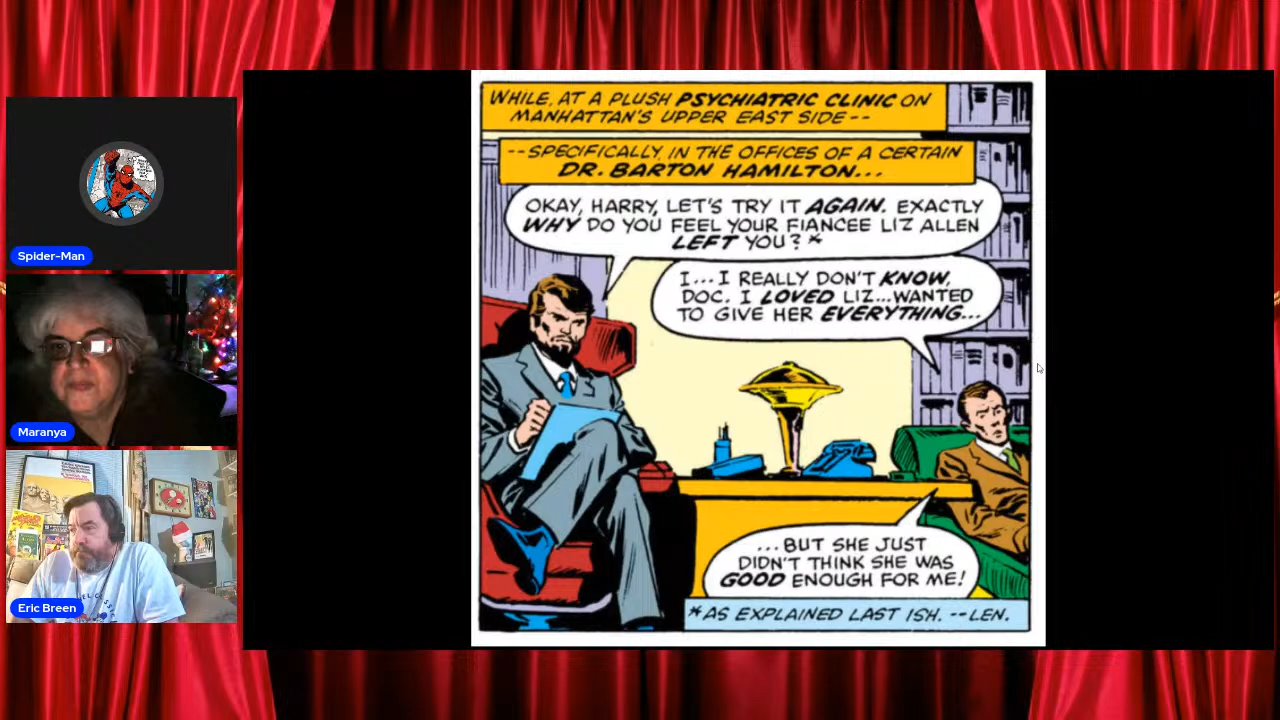 WHILE, AT A PLUSH PSYCHIATRIC CLINIC ON
MANHATTAN'S UPPER EAST SIDE--
--SPECIFICALLY, IN THE OFFICES OF A CERTAIN
DR. BARTON HAMILTON...
OKAY, HARRY, LET'S TRY IT AGAIN. EXACTLY
WHY DO YOU FEEL YOUR FIANCEE LIZ ALLEN
LEFT YOU?*
I...I REALLY DON'T KNOW,
DOC. I LOVED LIZ...WANTED
TO GIVE HER EVERYTHING...
...BUT SHE JUST
DIDN'T THINK SHE WAS
GOOD ENOUGH FOR ME!
*AS EXPLAINED LAST ISH. --LEN.
Spider-Man
Maranya
Eric Breen